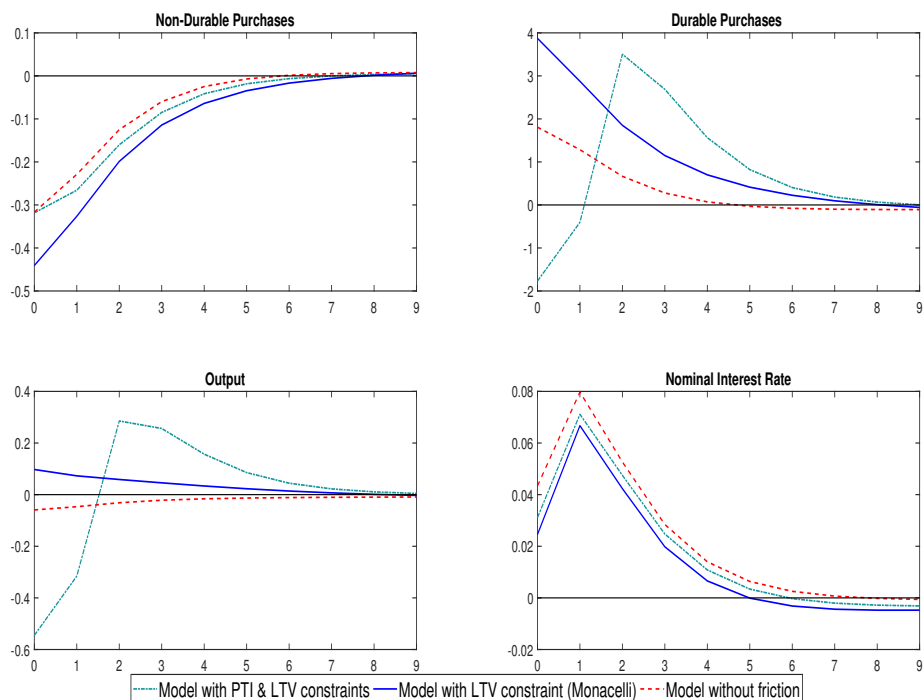 Non-Durable Purchases
0.1
0
-0.1
-0.2
-0.3
-0.4
-0.5
0 1 2 3 4 5 6 7 8 9
Durable Purchases
4
3
2
1
0
-1
-2
0 1 2 3 4 5 6 7 8 9
Output
0.4
0.2
0
-0.2
-0.4
-0.6
0 1 2 3 4 5 6 7 8 9
Nominal Interest Rate
0.08
0.06
0.04
0.02
0
-0.02
0 1 2 3 4 5 6 7 8 9
Model with PTI & LTV constraints Model with LTV constraint (Monacelli) Model without friction